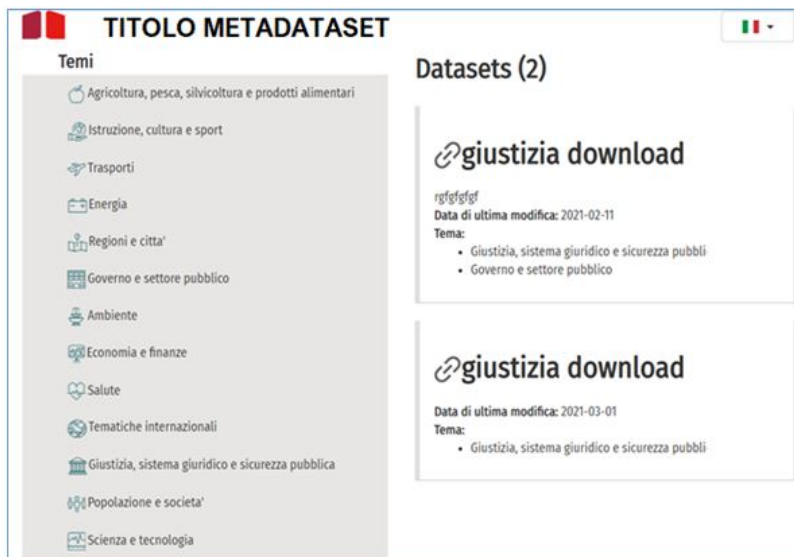 TITOLO METADATASET
Temi
Agricoltura, pesca, silvicoltura e prodotti alimentari
Istruzione, cultura e sport
Trasporti
Energia
Regioni e citta'
Governo e settore pubblico
Ambiente
Economia e finanze
Salute
Tematiche internazionali
Giustizia, sistema giuridico e sicurezza pubblica
Popolazione e societa'
Scienza e tecnologia
Datasets (2)
giustizia download
rgfgfgfgf
Data di ultima modifica: 2021-02-11
Tema:
• Giustizia, sistema giuridico e sicurezza pubbli
• Governo e settore pubblico
giustizia download
Data di ultima modifica: 2021-03-01
Tema:
• Giustizia, sistema giuridico e sicurezza pubbli